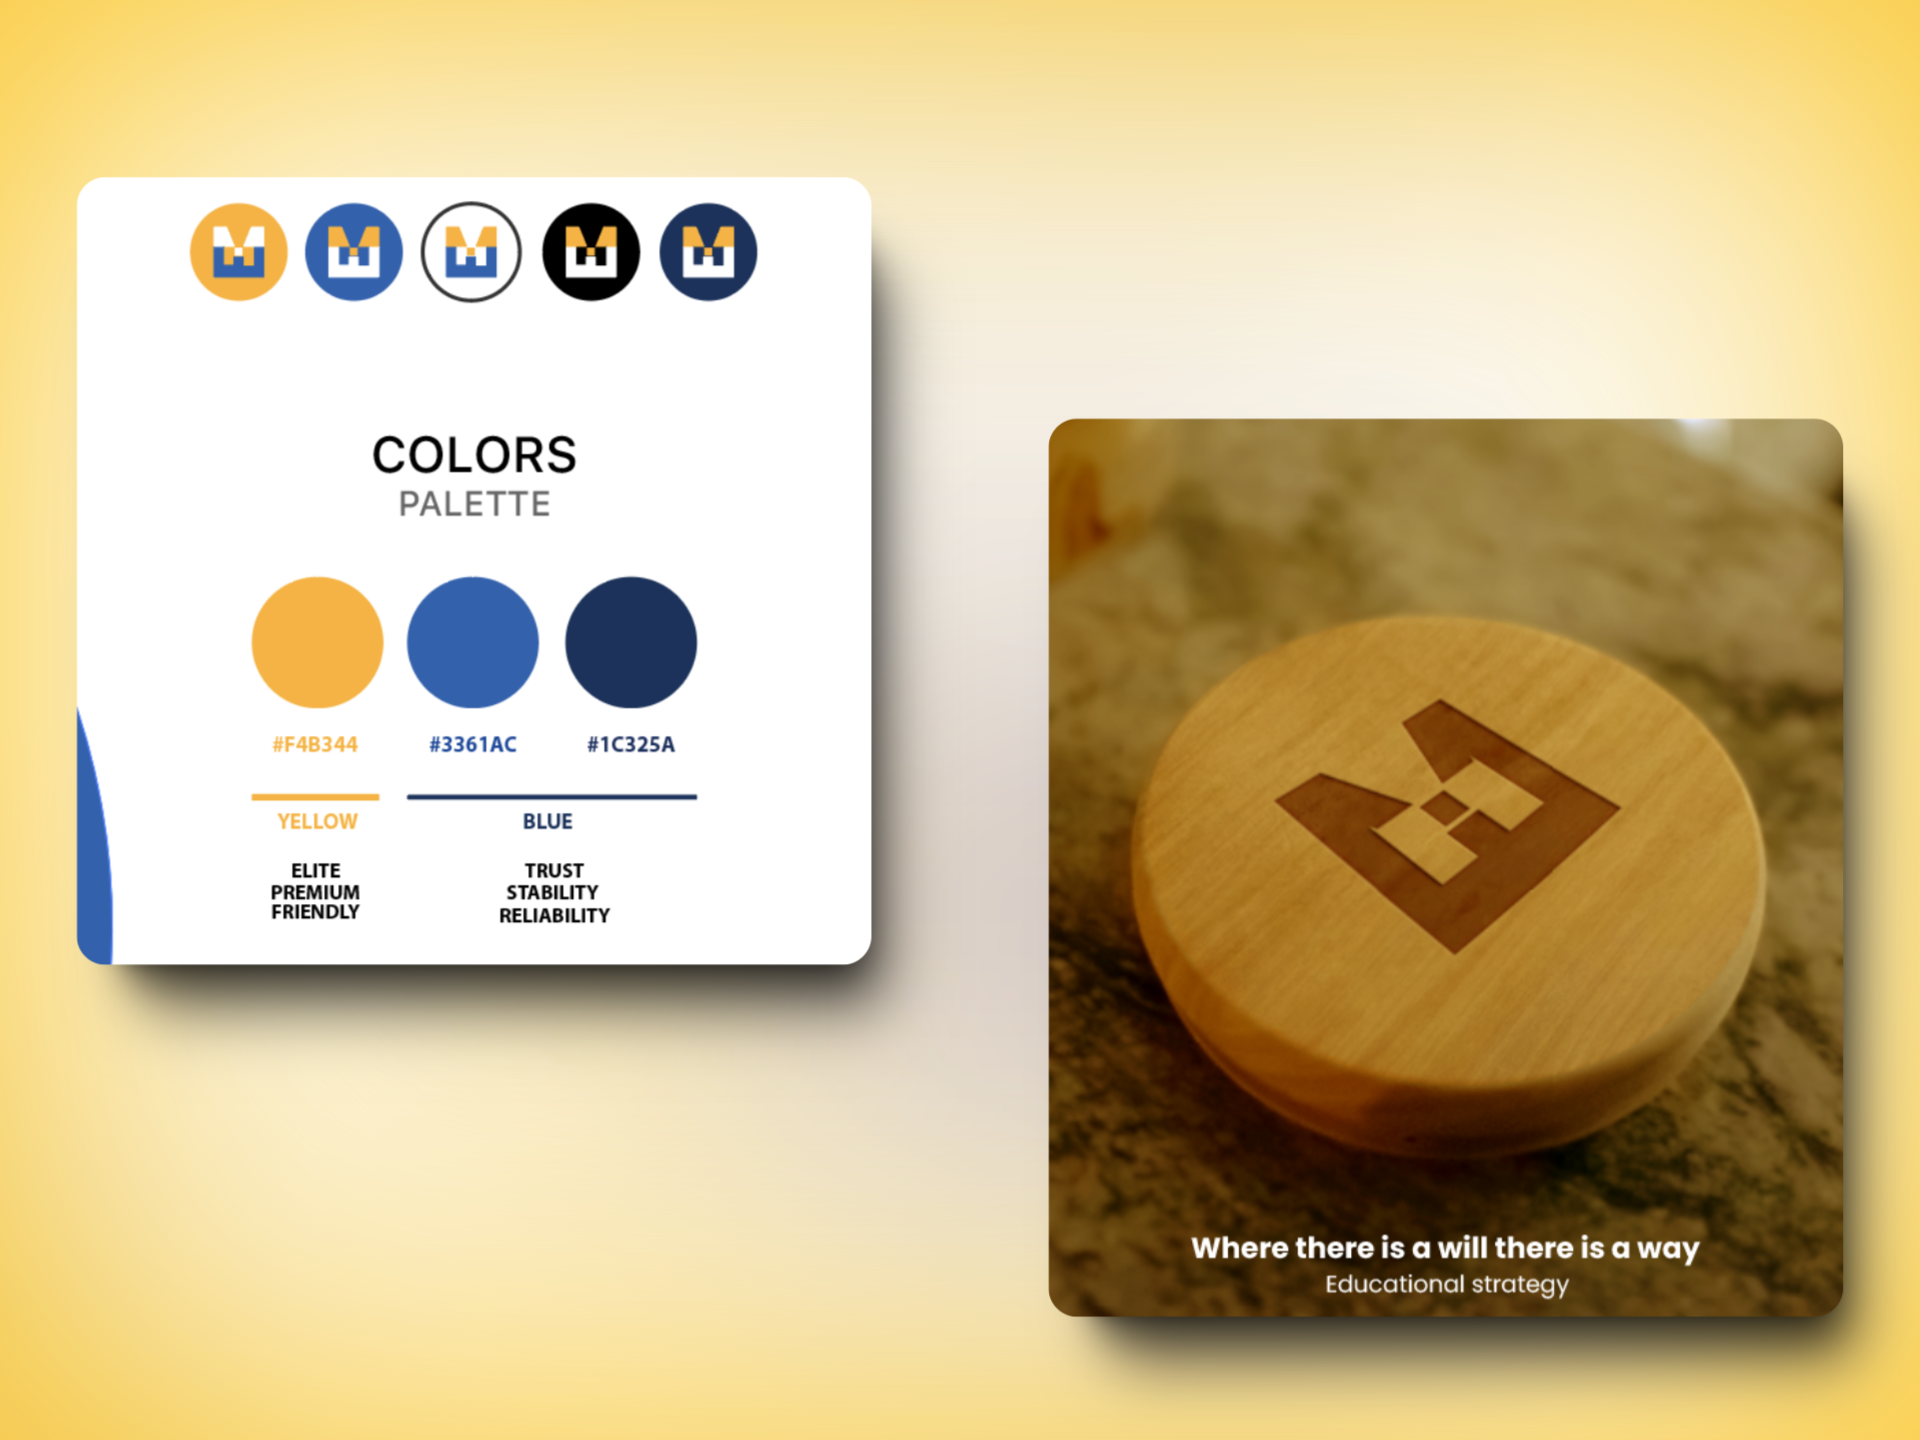 COLORS
PALETTE
#F4B344
#3361AC
#1C325A
YELLOW
BLUE
ELITE
PREMIUM
FRIENDLY
TRUST
STABILITY
RELIABILITY
Where there is a will there is a way
Educational strategy